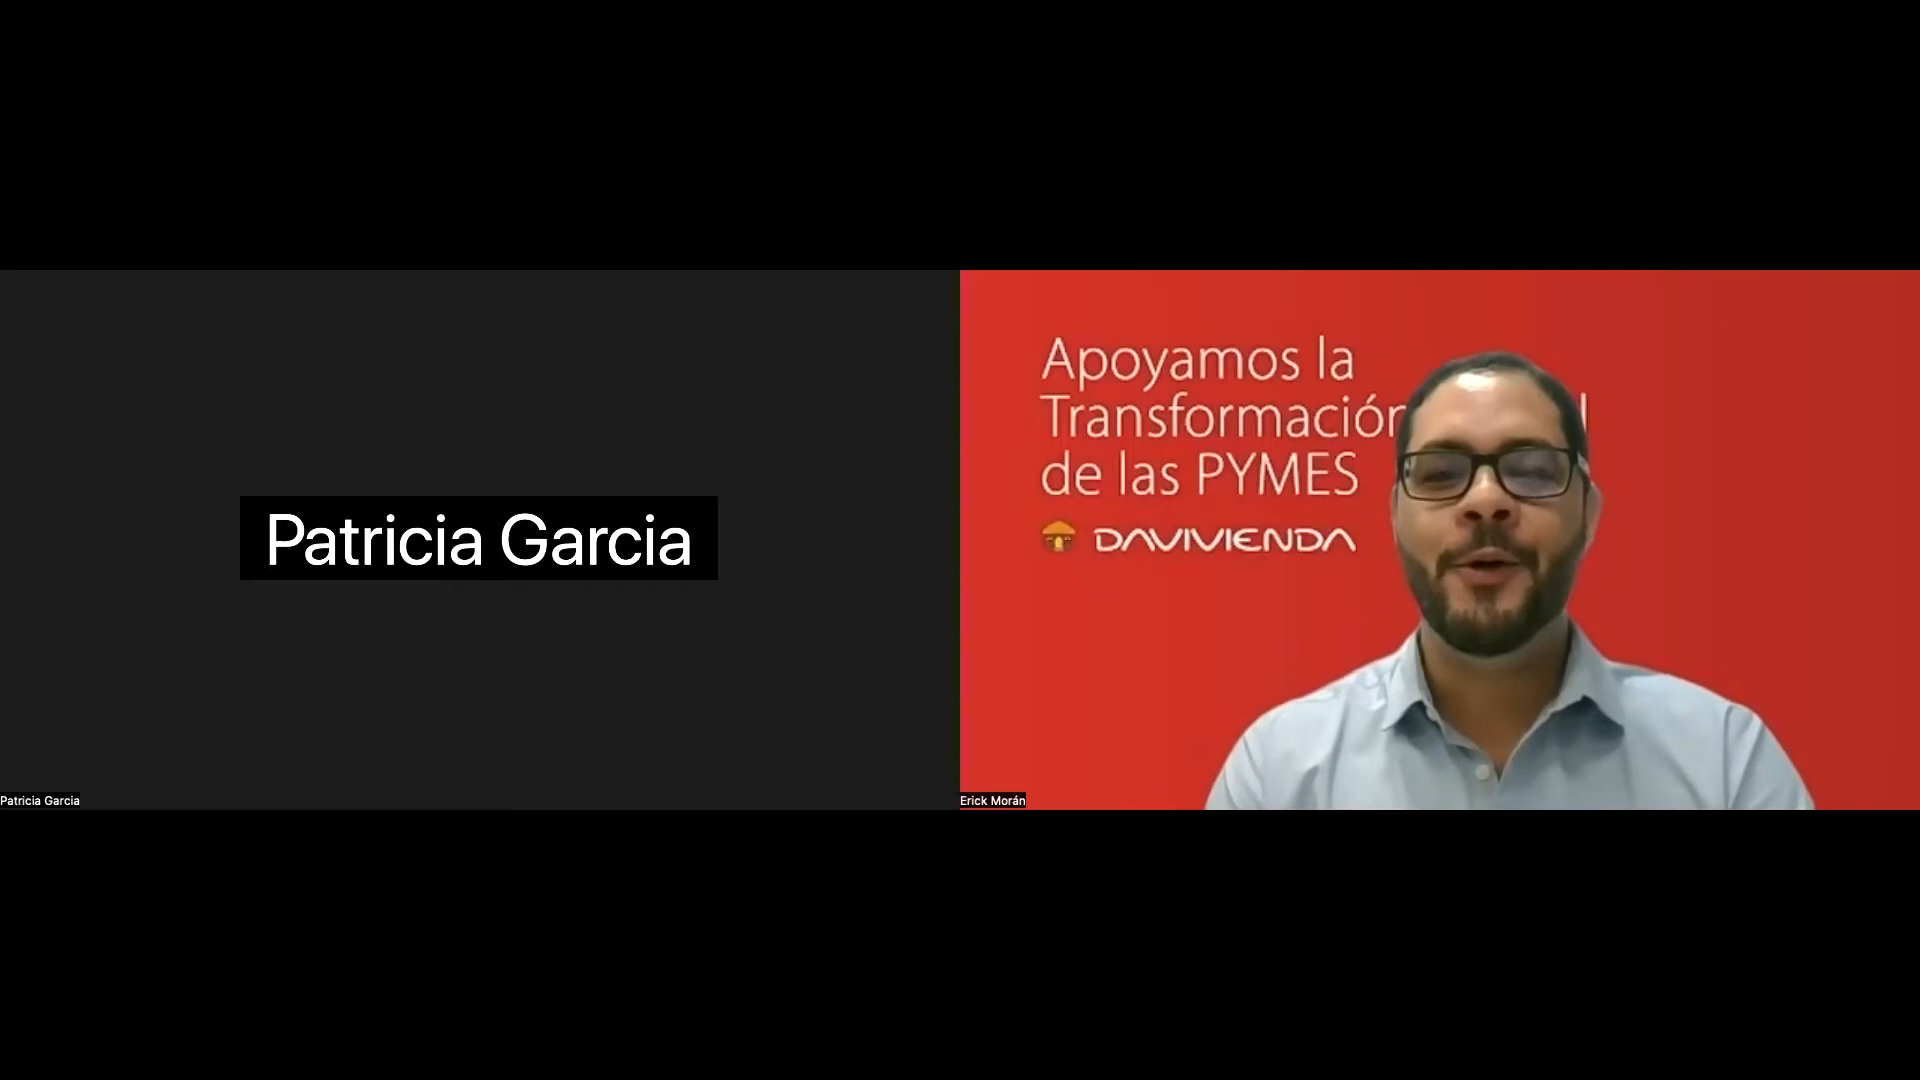 Patricia Garcia
Patricia Garcia
Apoyamos la
Transformación
de las PYMES
DAVIVIENDA
Erick Morán